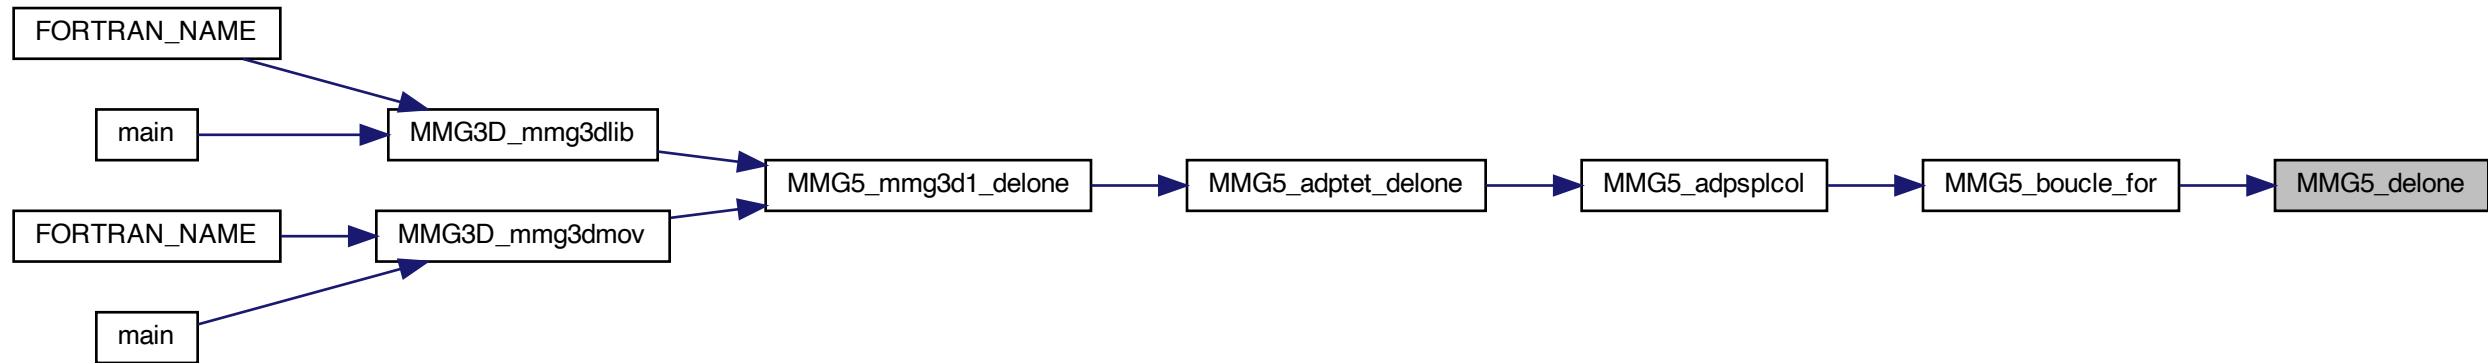 FORTRAN_NAME
main
MMG3D_mmg3dlib
MMG5_mmg3d1_delone
MMG5_adptet_delone
MMG5_adpsplcol
MMG5_boucle_for
MMG5_delone
FORTRAN_NAME
MMG3D_mmg3dmov
main